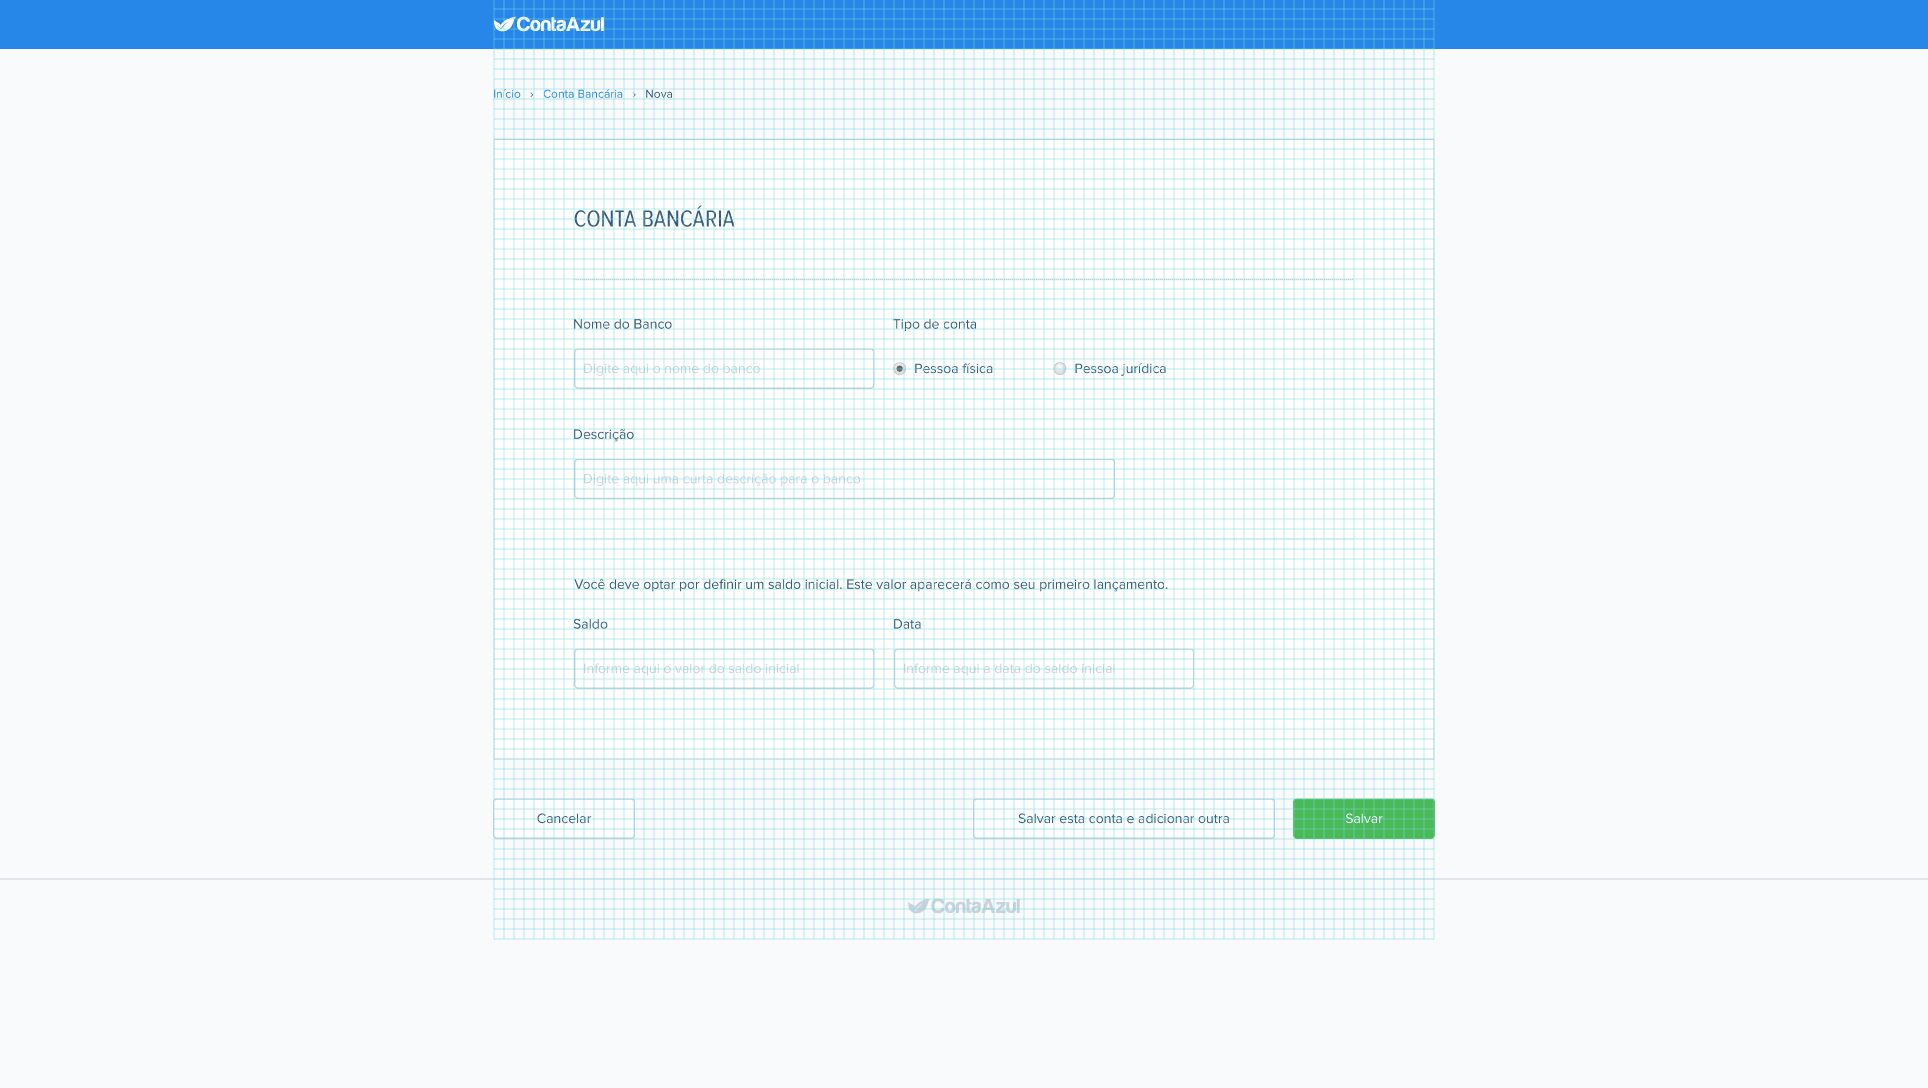 ContaAzul
Início › Conta Bancária › Nova
CONTA BANCÁRIA
Nome do Banco
Tipo de conta
Digite aqui o nome do banco
Pessoa física
Pessoa jurídica
Descrição
Digite aqui uma curta descrição para o banco
Você deve optar por definir um saldo inicial. Este valor aparecerá como seu primeiro lançamento.
Saldo
Data
Informe aqui o valor do saldo inicial
Informe aqui a data do saldo inicial
Cancelar
Salvar esta conta e adicionar outra
Salvar
ContaAzul